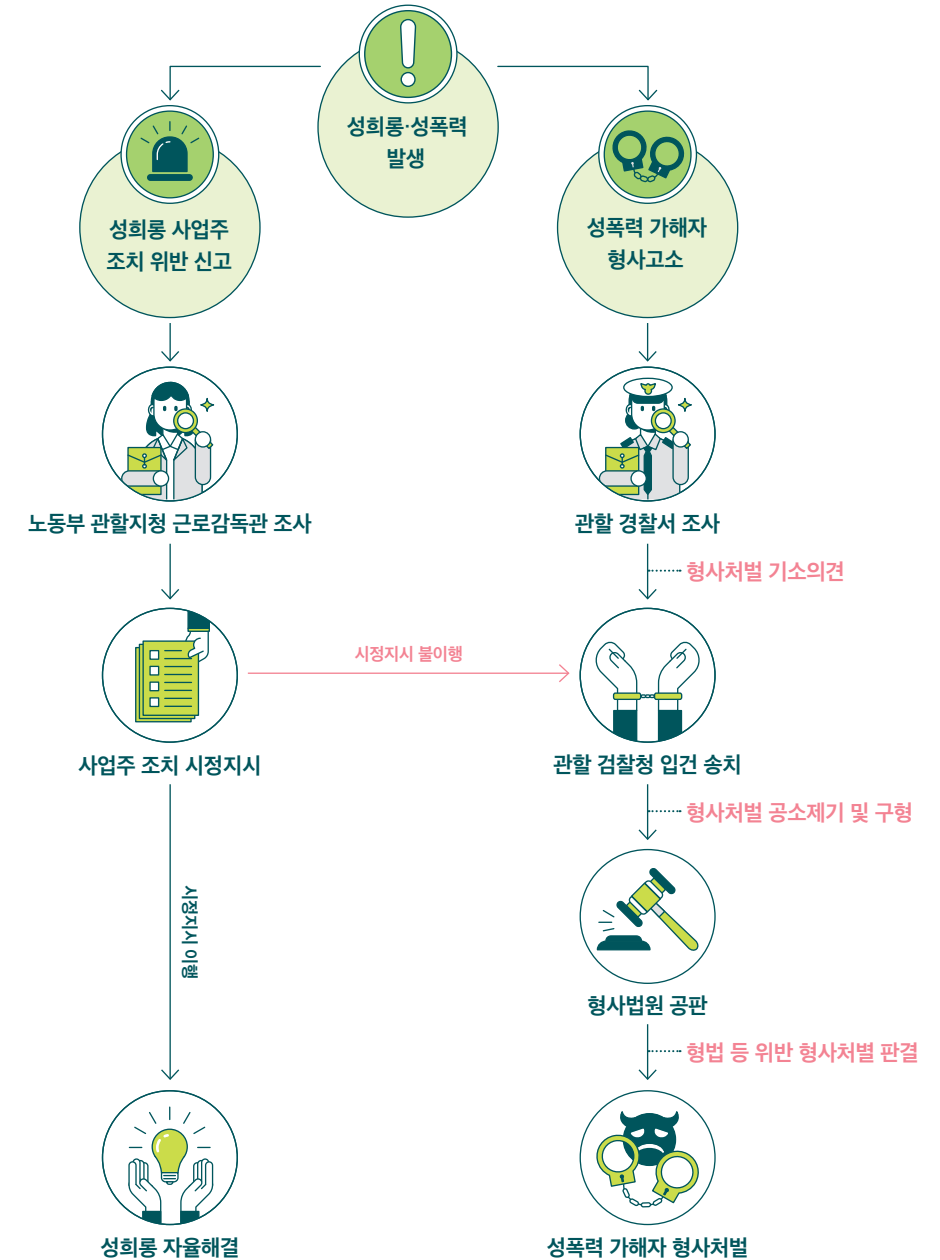 성희롱·성폭력
발생
성희롱 사업주
조치 위반 신고
성폭력 가해자
형사고소
노동부 관할지청 근로감독관 조사
관할 경찰서 조사
형사처벌 기소의견
시정지시 불이행
사업주 조치 시정지시
관할 검찰청 입건 송치
형사처벌 공소제기 및 구형
시정지시 이행
형사법원 공판
형법 등 위반 형사처별 판결
성희롱 자율해결
성폭력 가해자 형사처벌